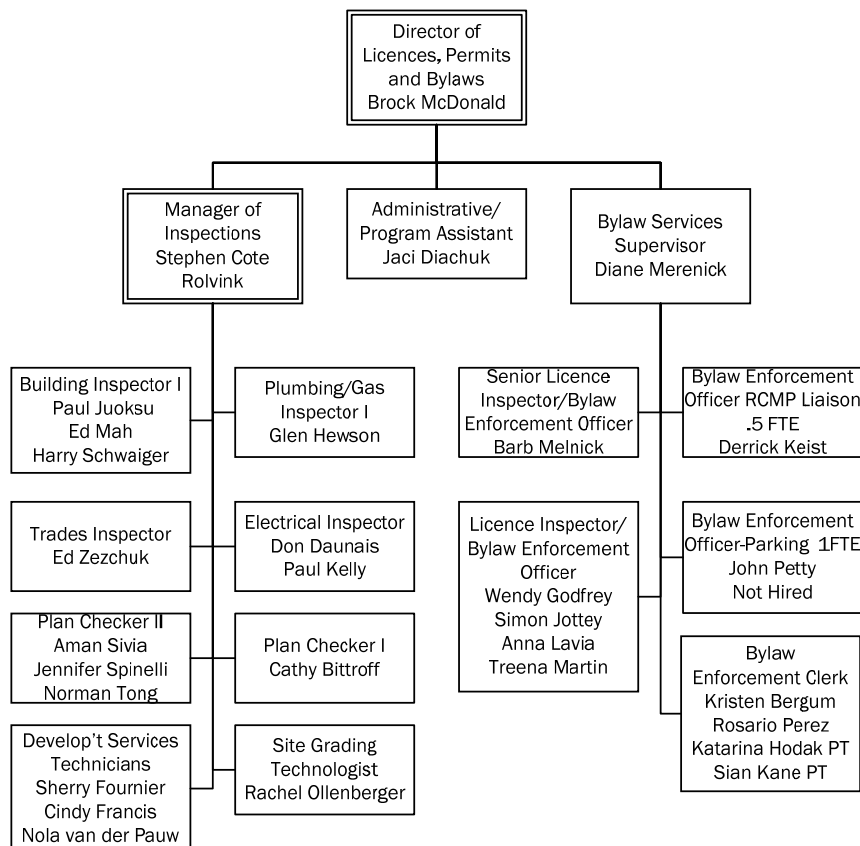 Director of
Licences, Permits
and Bylaws
Brock McDonald
Manager of
Inspections
Stephen Cote
Rolvink
Administrative/
Program Assistant
Jaci Diachuk
Bylaw Services
Supervisor
Diane Merenick
Building Inspector I
Paul Juoksu
Ed Mah
Harry Schwaiger
Plumbing/Gas
Inspector I
Glen Hewson
Senior Licence
Inspector/Bylaw
Enforcement Officer
Barb Melnick
Bylaw Enforcement
Officer RCMP Liaison
.5 FTE
Derrick Keist
Trades Inspector
Ed Zezchuk
Electrical Inspector
Don Daunais
Paul Kelly
Licence Inspector/
Bylaw Enforcement
Officer
Wendy Godfrey
Simon Jottey
Anna Lavia
Treena Martin
Bylaw Enforcement
Officer-Parking 1FTE
John Petty
Not Hired
Plan Checker II
Aman Sivia
Jennifer Spinelli
Norman Tong
Plan Checker I
Cathy Bittroff
Bylaw
Enforcement Clerk
Kristen Bergum
Rosario Perez
Katarina Hodak PT
Sian Kane PT
Develop't Services
Technicians
Sherry Fournier
Cindy Francis
Nola van der Pauw
Site Grading
Technologist
Rachel Ollenberger